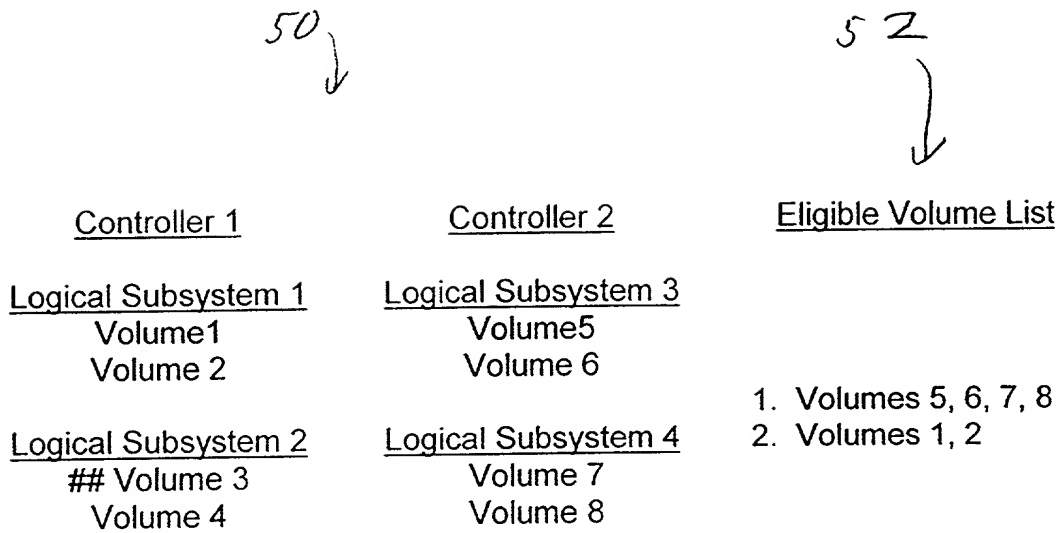 50
52
Controller 1
Controller 2
Eligible Volume List
Logical Subsystem 1
Volume1
Volume 2
Logical Subsystem 3
Volume5
Volume 6
Logical Subsystem 2
## Volume 3
Volume 4
Logical Subsystem 4
Volume 7
Volume 8
1. Volumes 5, 6, 7, 8
2. Volumes 1, 2